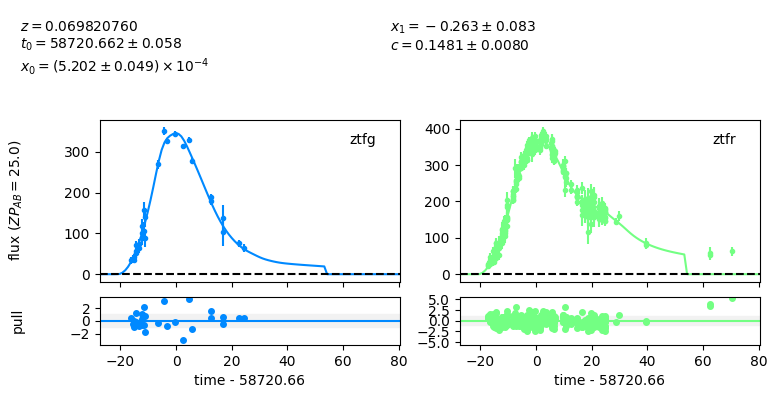 z = 0.069820760
t₀ = 58720.662 ± 0.058
x₀ = (5.202 ± 0.049) × 10⁻⁴
x₁ = −0.263 ± 0.083
c = 0.1481 ± 0.0080
flux (ZP_AB = 25.0)
ztfg
300
200
100
0
ztfr
400
300
200
100
0
pull
2
0
−2
5.0
2.5
0.0
−2.5
−5.0
−20 0 20 40 60 80
−20 0 20 40 60 80
time - 58720.66
time - 58720.66